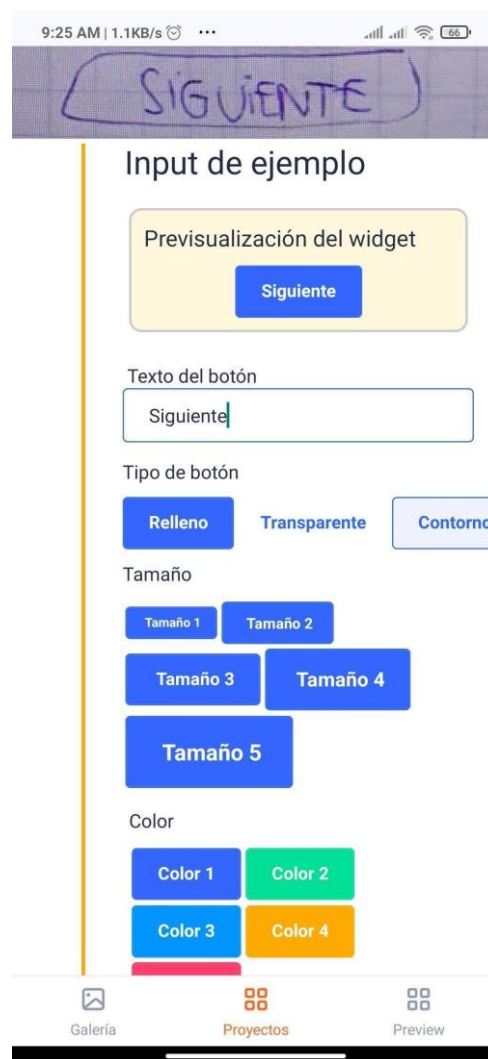 9:25 AM | 1.1KB/s ... 66
SIGUIENTE
Input de ejemplo
Previsualización del widget
Siguiente
Texto del botón
Siguiente
Tipo de botón
Relleno Transparente Contorno
Tamaño
Tamaño 1 Tamaño 2
Tamaño 3 Tamaño 4
Tamaño 5
Color
Color 1 Color 2
Color 3 Color 4
Galería Proyectos Preview